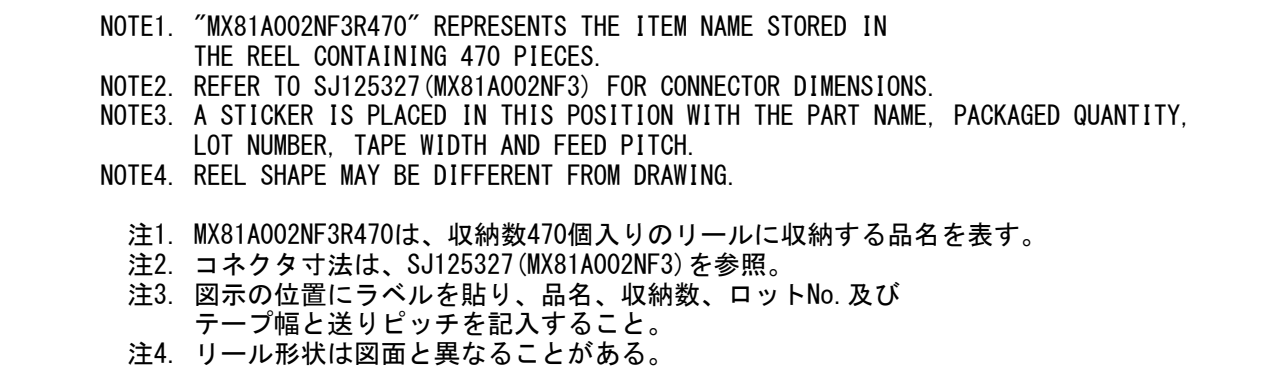 NOTE1. "MX81A002NF3R470" REPRESENTS THE ITEM NAME STORED IN
THE REEL CONTAINING 470 PIECES.
NOTE2. REFER TO SJ125327(MX81A002NF3) FOR CONNECTOR DIMENSIONS.
NOTE3. A STICKER IS PLACED IN THIS POSITION WITH THE PART NAME, PACKAGED QUANTITY,
LOT NUMBER, TAPE WIDTH AND FEED PITCH.
NOTE4. REEL SHAPE MAY BE DIFFERENT FROM DRAWING.
注1. MX81A002NF3R470は、収納数470個入りのリールに収納する品名を表す。
注2. コネクタ寸法は、SJ125327(MX81A002NF3)を参照。
注3. 図示の位置にラベルを貼り、品名、収納数、ロットNo.及び
テープ幅と送りピッチを記入すること。
注4. リール形状は図面と異なることがある。